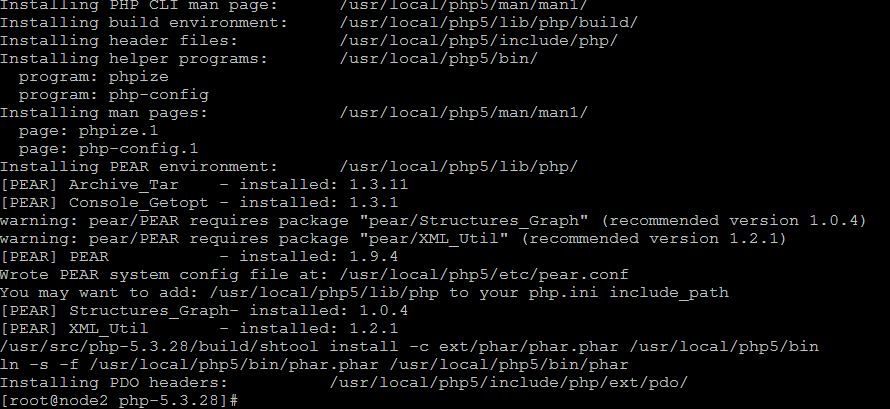 Installing PHP CLI man page:      /usr/local/php5/man/man1/
Installing build environment:     /usr/local/php5/lib/php/build/
Installing header files:          /usr/local/php5/include/php/
Installing helper programs:       /usr/local/php5/bin/
  program: phpize
  program: php-config
Installing man pages:             /usr/local/php5/man/man1/
  page: phpize.1
  page: php-config.1
Installing PEAR environment:      /usr/local/php5/lib/php/
[PEAR] Archive_Tar    - installed: 1.3.11
[PEAR] Console_Getopt - installed: 1.3.1
warning: pear/PEAR requires package "pear/Structures_Graph" (recommended version 1.0.4)
warning: pear/PEAR requires package "pear/XML_Util" (recommended version 1.2.1)
[PEAR] PEAR           - installed: 1.9.4
Wrote PEAR system config file at: /usr/local/php5/etc/pear.conf
You may want to add: /usr/local/php5/lib/php to your php.ini include_path
[PEAR] Structures_Graph- installed: 1.0.4
[PEAR] XML_Util       - installed: 1.2.1
/usr/src/php-5.3.28/build/shtool install -c ext/phar/phar.phar /usr/local/php5/bin
ln -s -f /usr/local/php5/bin/phar.phar /usr/local/php5/bin/phar
Installing PDO headers:          /usr/local/php5/include/php/ext/pdo/
[root@node2 php-5.3.28]#